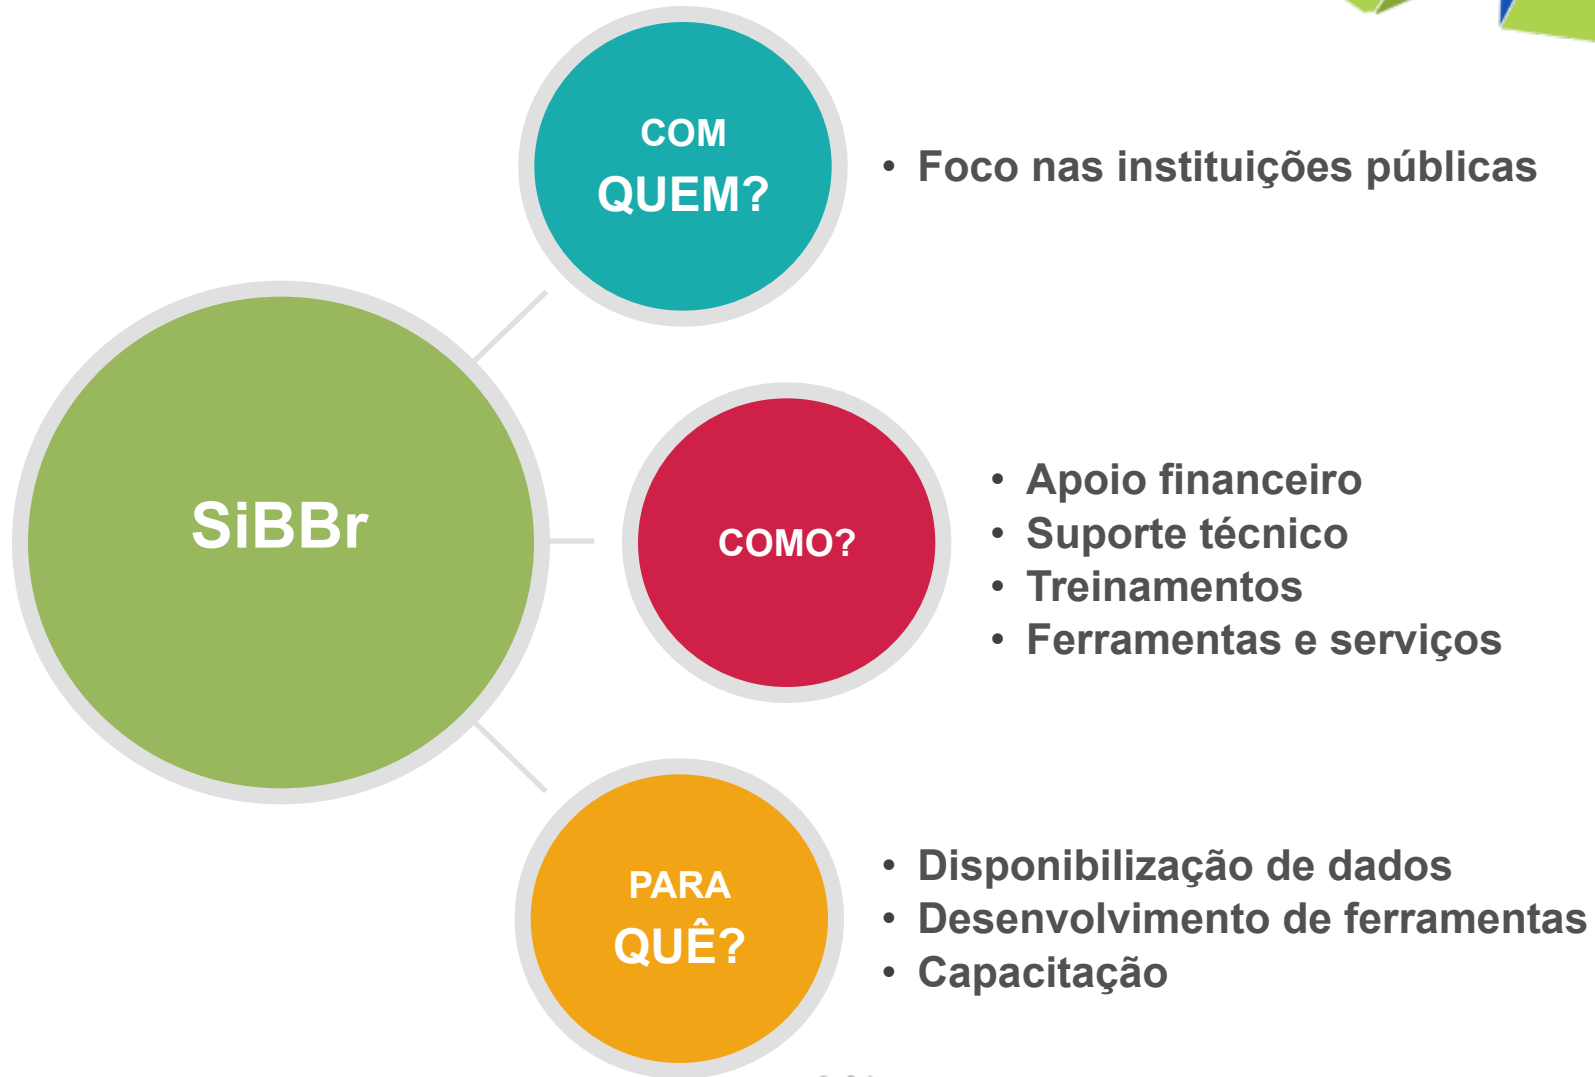 COM
QUEM?
• Foco nas instituições públicas
SiBBr
COMO?
• Apoio financeiro
• Suporte técnico
• Treinamentos
• Ferramentas e serviços
PARA
QUÊ?
• Disponibilização de dados
• Desenvolvimento de ferramentas
• Capacitação